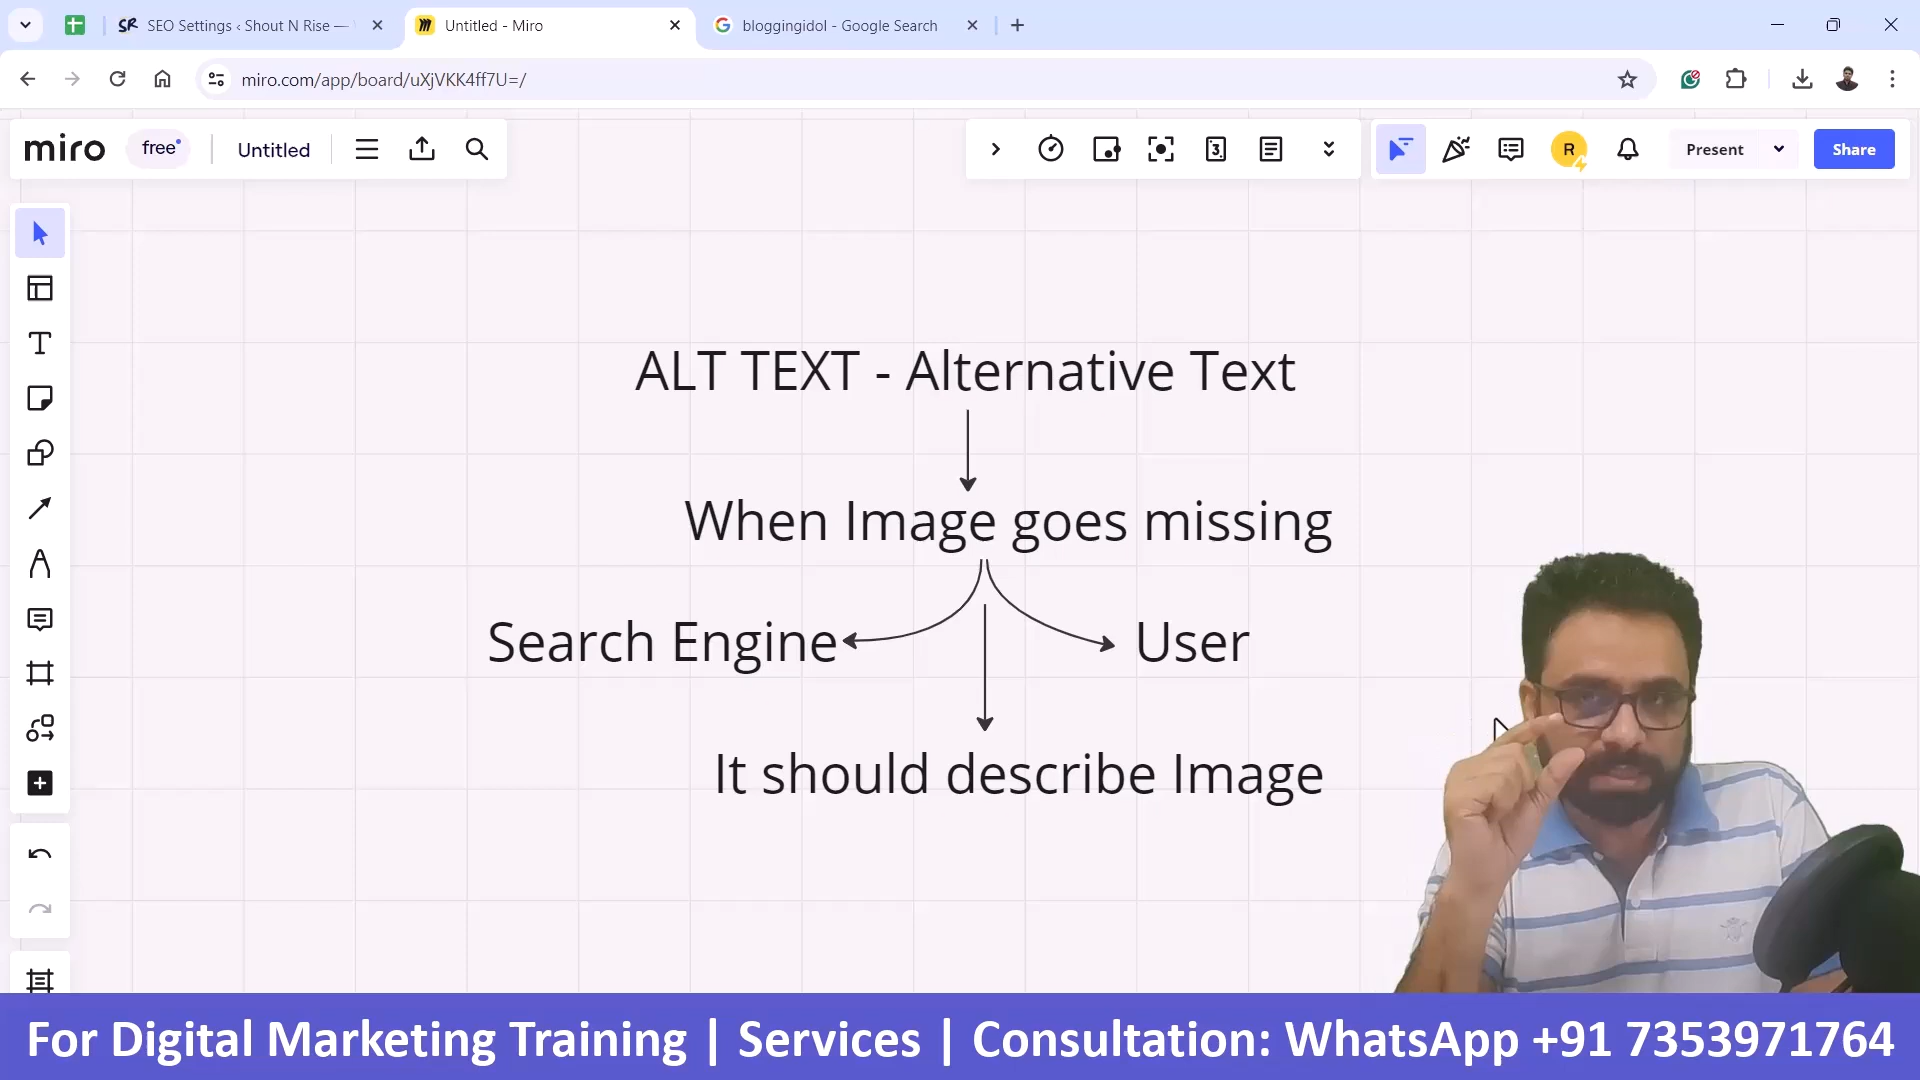 SR SEO Settings ‹ Shout N Rise —
Untitled - Miro
bloggingidol - Google Search
miro.com/app/board/uXjVKK4ff7U=/
miro free Untitled
3 R Present Share
ALT TEXT - Alternative Text
When Image goes missing
Search Engine User
It should describe Image
For Digital Marketing Training | Services | Consultation: WhatsApp +91 7353971764